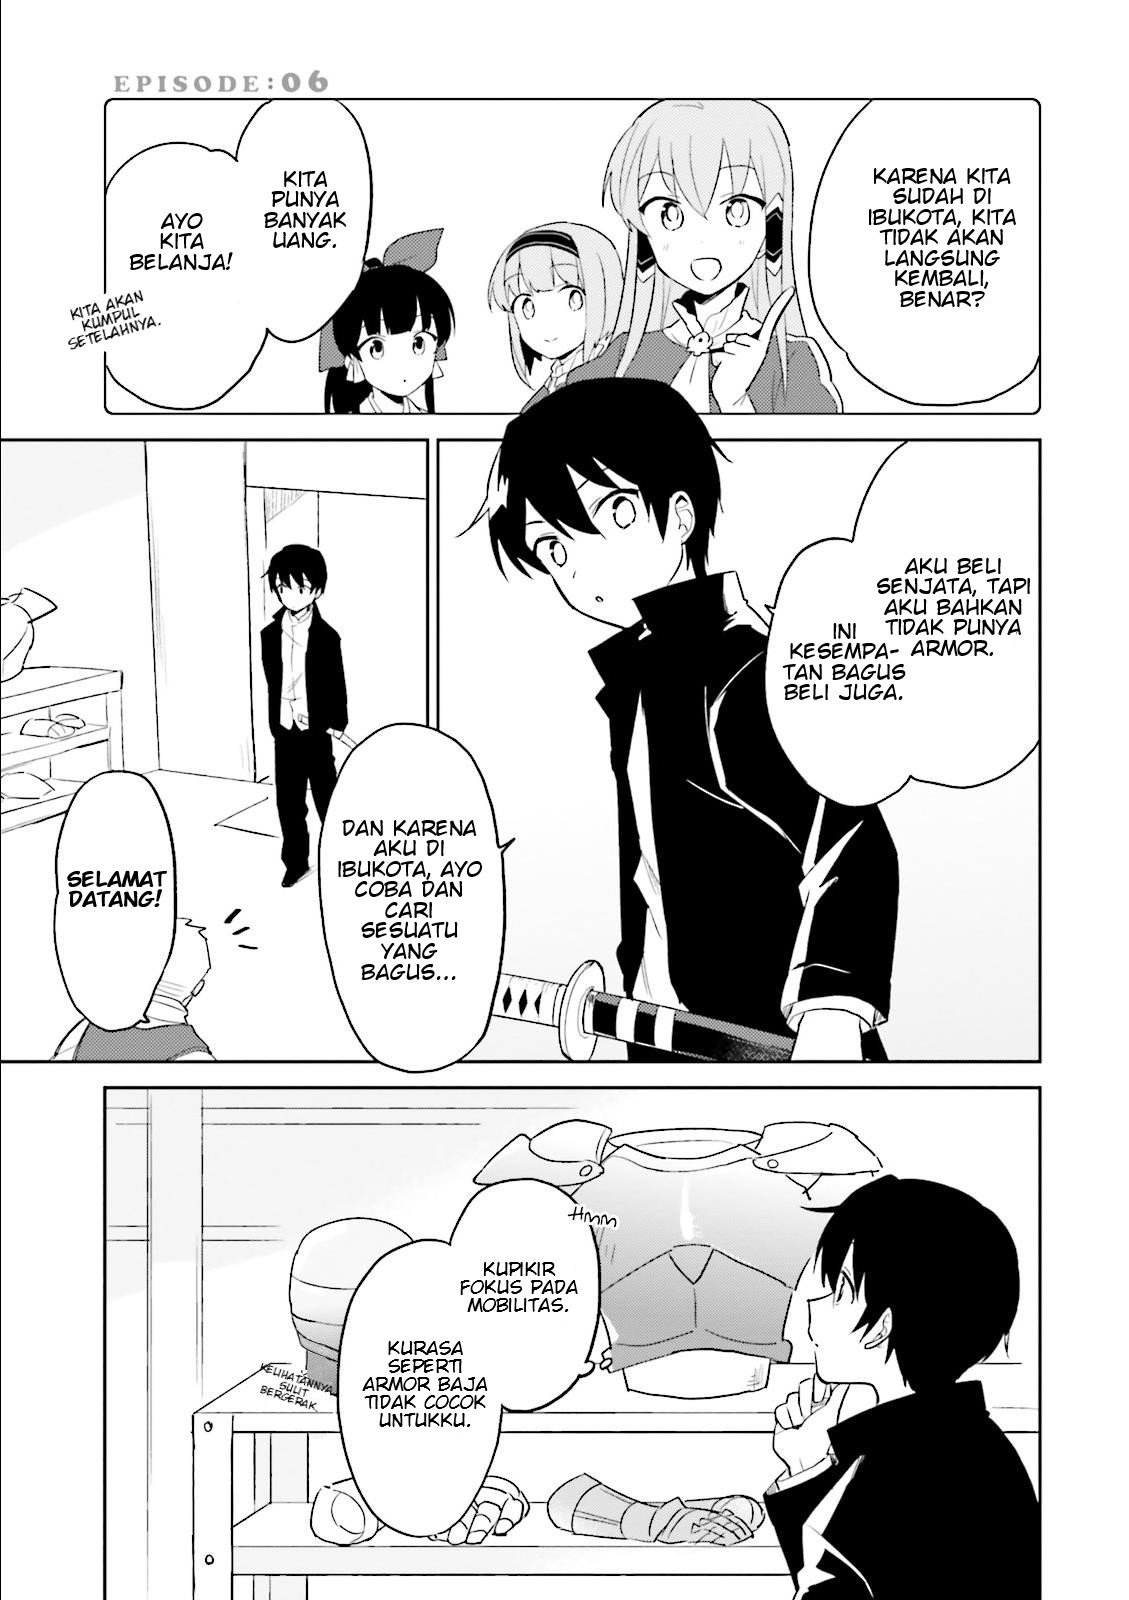 EPISODE:06
KARENA KITA
SUDAH DI
IBUKOTA, KITA
TIDAK AKAN
LANGSUNG
KEMBALI,
BENAR?
KITA
PUNYA
BANYAK
UANG.
AYO
KITA
BELANJA!
KITA AKAN
KUMPUL
SETELAHNYA.
AKU BELI
SENJATA, TAPI
AKU BAHKAN
TIDAK PUNYA
ARMOR.
INI
KESEMPA-
TAN BAGUS
BELI JUGA.
DAN KARENA
AKU DI
IBUKOTA, AYO
COBA DAN
CARI
SESUATU
YANG
BAGUS...
SELAMAT
DATANG!
HMM
KUPIKIR
FOKUS PADA
MOBILITAS.
KURASA
SEPERTI
ARMOR BAJA
TIDAK COCOK
UNTUKKU.
KELIHATANNYA
SULIT
BERGERAK